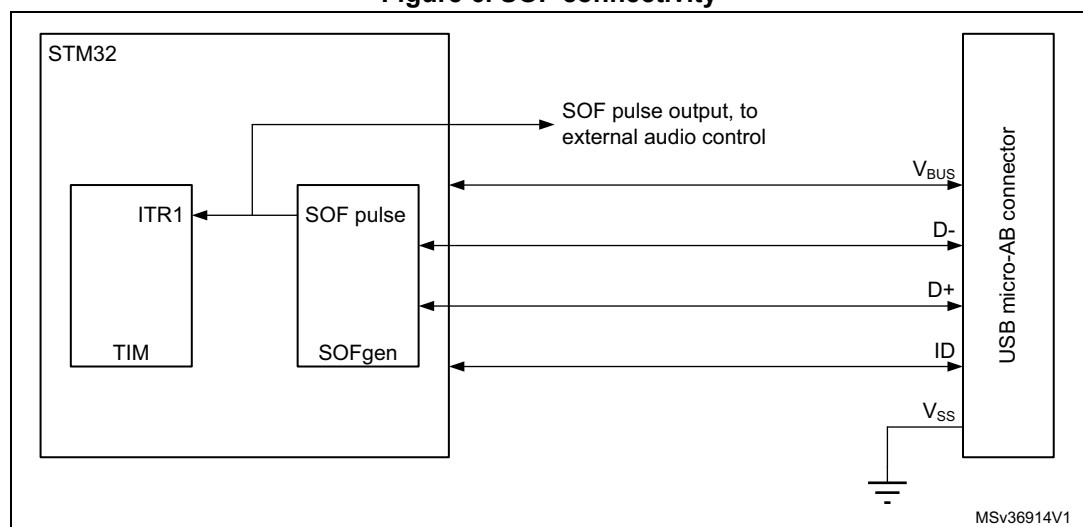 STM32
SOF pulse output, to
external audio control
VBUS
ITR1
SOF pulse
D-
D+
TIM
SOFgen
ID
VSS
USB micro-AB connector
MSv36914V1